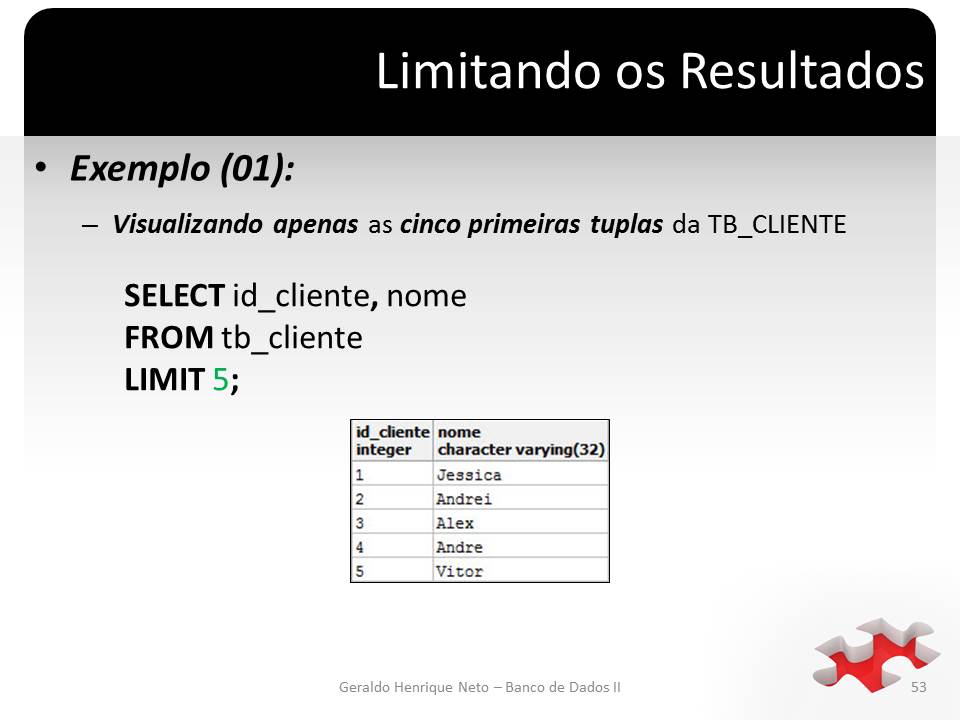 Limitando os Resultados
• Exemplo (01):
– Visualizando apenas as cinco primeiras tuplas da TB_CLIENTE
SELECT id_cliente, nome
FROM tb_cliente
LIMIT 5;
id_cliente nome
integer character varying(32)
1 Jessica
2 Andrei
3 Alex
4 Andre
5 Vitor
Geraldo Henrique Neto – Banco de Dados II 53